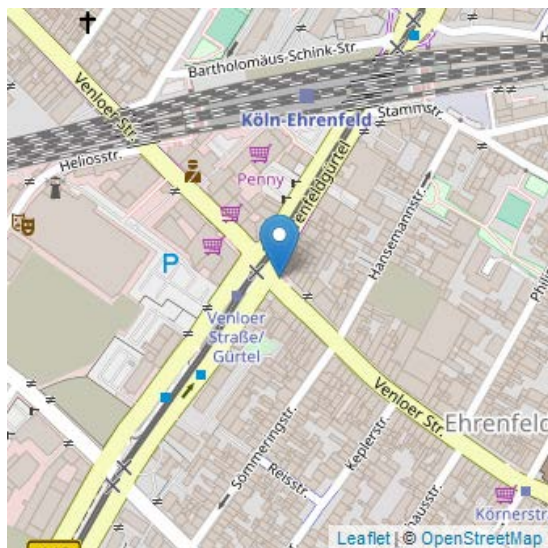 Bartholomäus-Schink-Str.
Venloer Str.
Köln-Ehrenfeld
Stammstr.
Heliosstr.
Penny
Hansemannstr.
P
Venloer
Straße/
Gürtel
Venloer Str.
Ehrenfeld
Sömmeringstr.
Keplerstr.
Reisstr.
Körnerstr
Leaflet | © OpenStreetMap